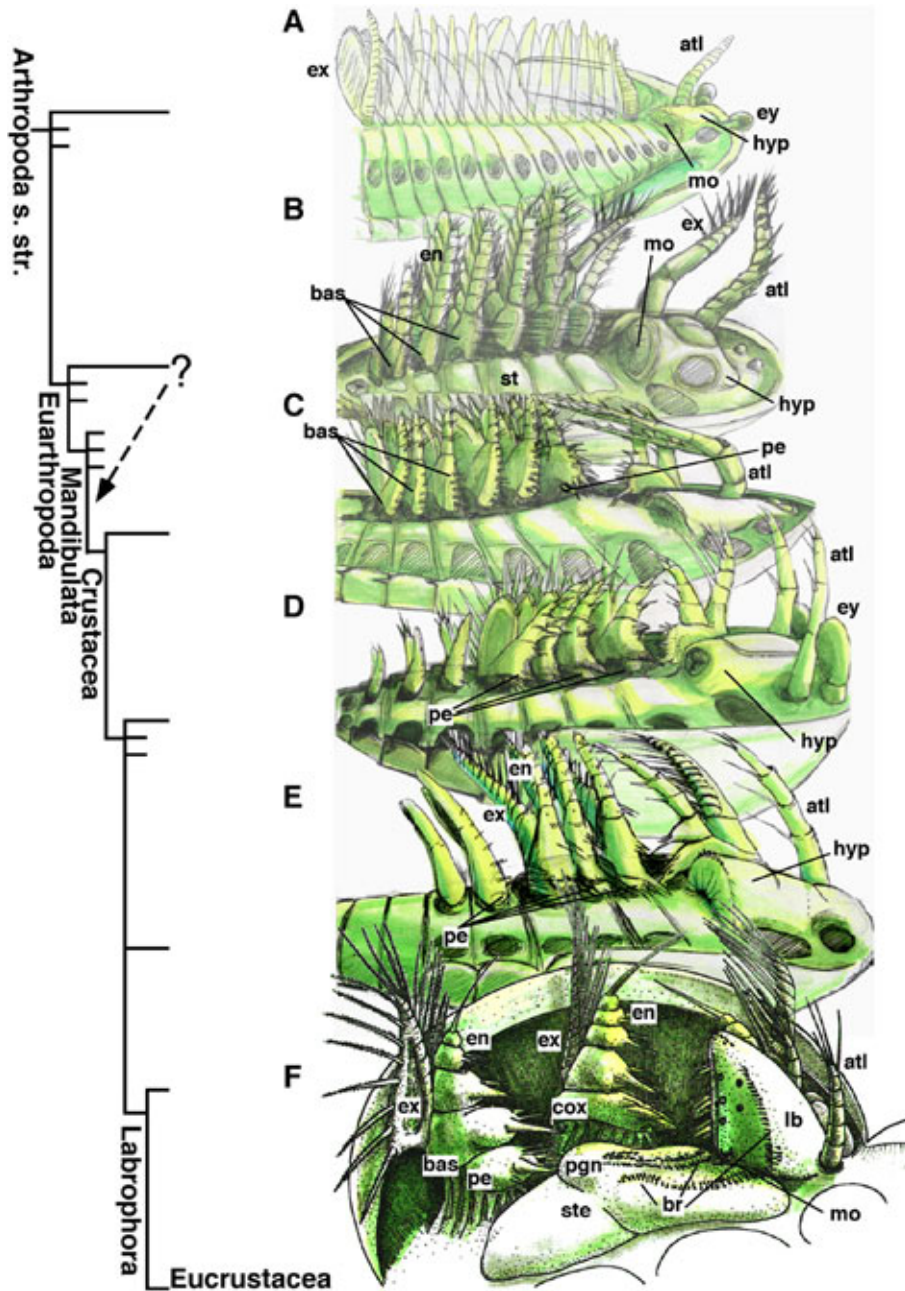 Arthropoda s. str.
?
Euarthropoda
Mandibulata
Crustacea
Labrophora
Eucrustacea
A
ex
atl
ey
hyp
mo
B
en
bas
mo
ex
atl
st
hyp
C
bas
pe
atl
D
atl
ey
pe
hyp
E
en
ex
atl
hyp
pe
F
en
ex
en
atl
ex
cox
lb
bas
pe
pgn
ste
br
mo